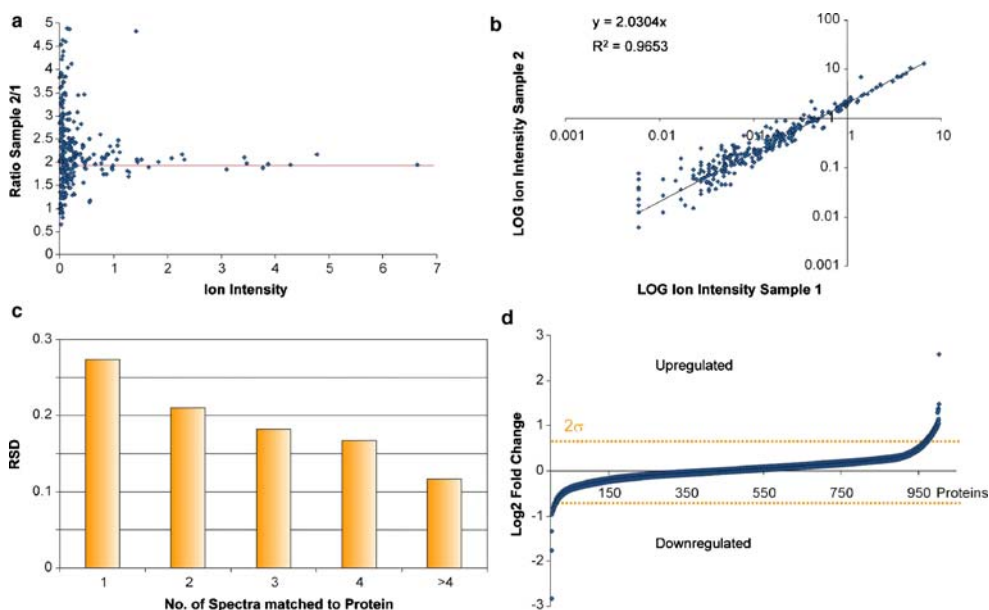 a
Ratio Sample 2/1
5
4.5
4
3.5
3
2.5
2
1.5
1
0.5
0
0 1 2 3 4 5 6 7
Ion Intensity
b
y = 2.0304x
R² = 0.9653
LOG Ion Intensity Sample 2
100
10
1
0.1
0.01
0.001
0.001 0.01 0.1 1 10
LOG Ion Intensity Sample 1
c
RSD
0.3
0.2
0.1
0
1 2 3 4 >4
No. of Spectra matched to Protein
d
Log2 Fold Change
3
2
1
0
-1
-2
-3
Upregulated
2σ
150 350 550 750 950 Proteins
Downregulated